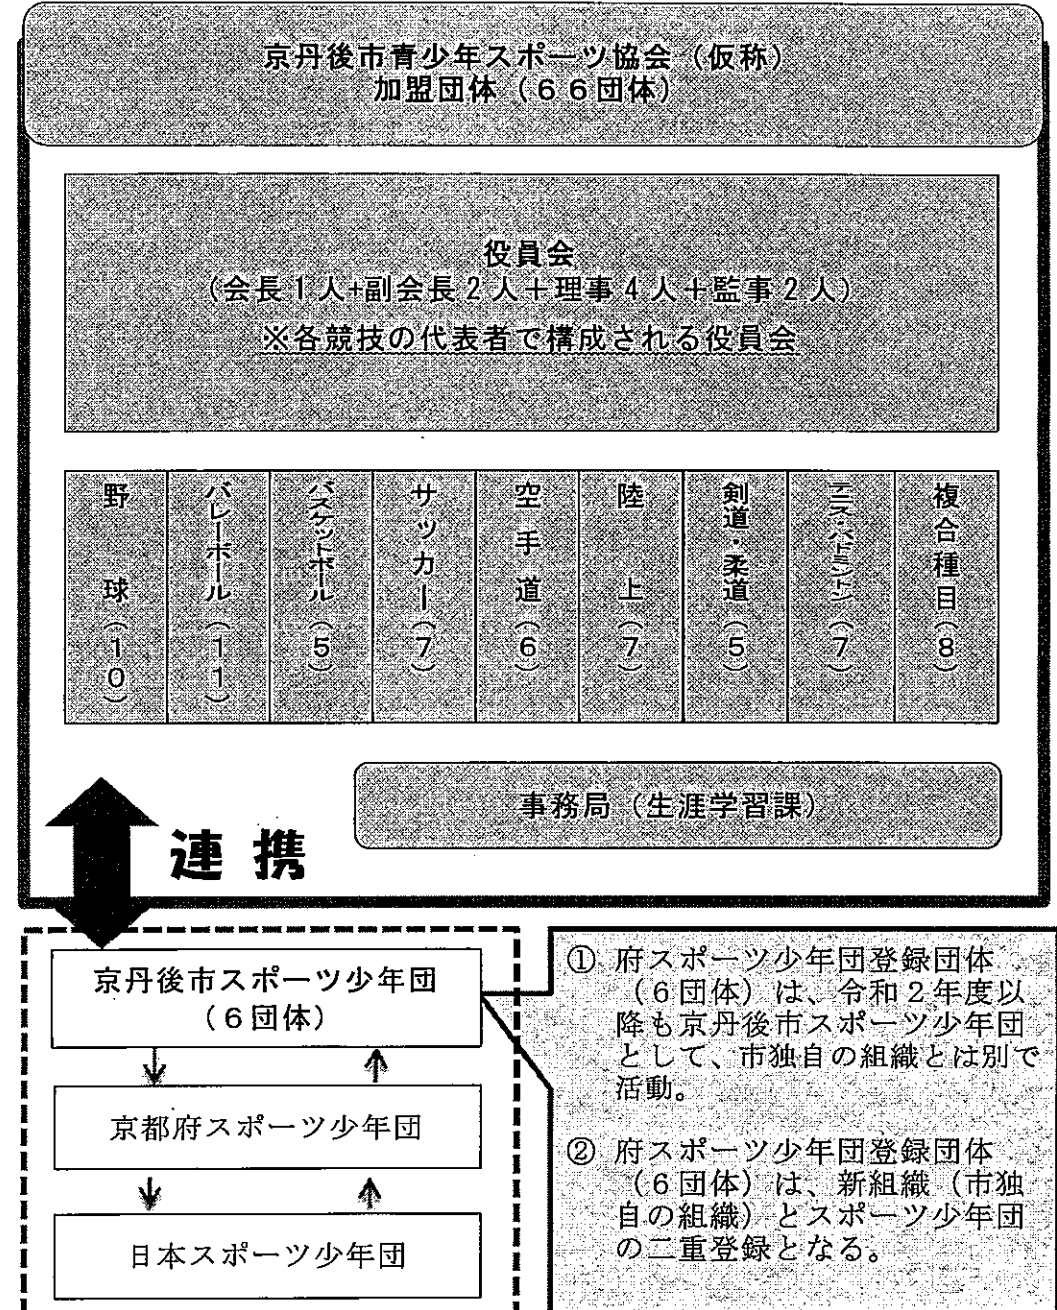 京丹後市青少年スポーツ協会（仮称）
加盟団体（６６団体）
役員会
（会長１人+副会長２人＋理事４人＋監事２人）
※各競技の代表者で構成される役員会
野球（１０）
バレーボール（１１）
バスケットボール（５）
サッカー（７）
空手道（６）
陸上（７）
剣道・柔道（５）
テニス・バドミントン（７）
複合種目（８）
事務局（生涯学習課）
連携
京丹後市スポーツ少年団
（６団体）
京都府スポーツ少年団
日本スポーツ少年団
① 府スポーツ少年団登録団体
（６団体）は、令和２年度以
降も京丹後市スポーツ少年団
として、市独自の組織とは別で
活動。
② 府スポーツ少年団登録団体
（６団体）は、新組織（市独
自の組織）とスポーツ少年団
の二重登録となる。